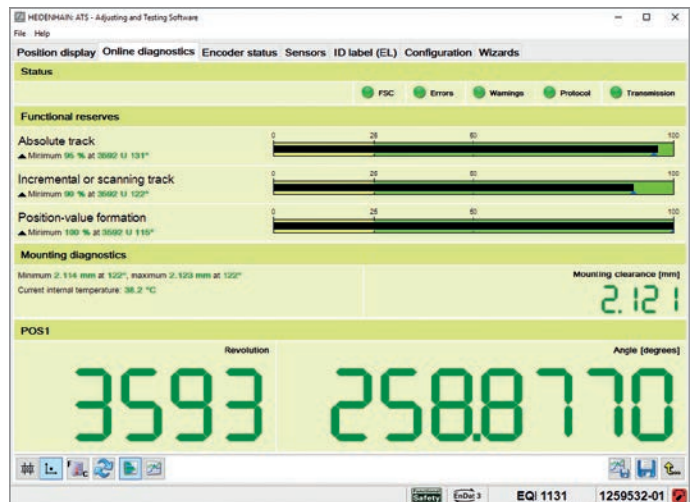 HEIDENHAIN: ATS - Adjusting and Testing Software
File Help
Position display Online diagnostics Encoder status Sensors ID label (EL) Configuration Wizards
Status
FSC Errors Warnings Protocol Transmission
Functional reserves
Absolute track
0 25 50 100
Minimum 95 % at 3592 U 131°
Incremental or scanning track
0 25 50 100
Minimum 90 % at 3592 U 122°
Position-value formation
0 25 50 100
Minimum 100 % at 3592 U 115°
Mounting diagnostics
Minimum 2.114 mm at 122°, maximum 2.123 mm at 122°
Mounting clearance [mm]
Current internal temperature: 38.2 °C
2.121
POS1
Revolution Angle [degrees]
3593 258.8770
Safety EnDat 3 EQI 1131 1259532-01